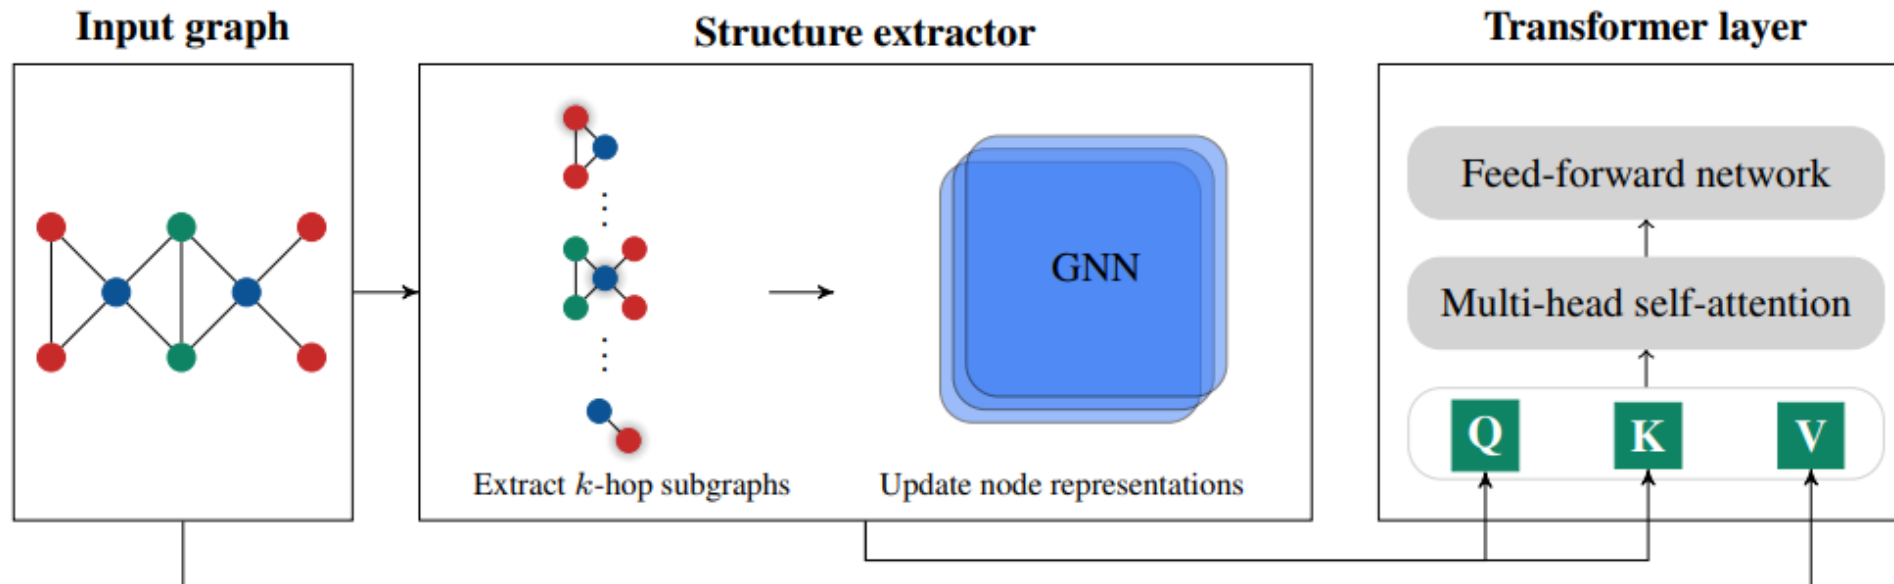 Input graph
Structure extractor
Transformer layer
Feed-forward network
GNN
Multi-head self-attention
Q K V
Extract k-hop subgraphs
Update node representations